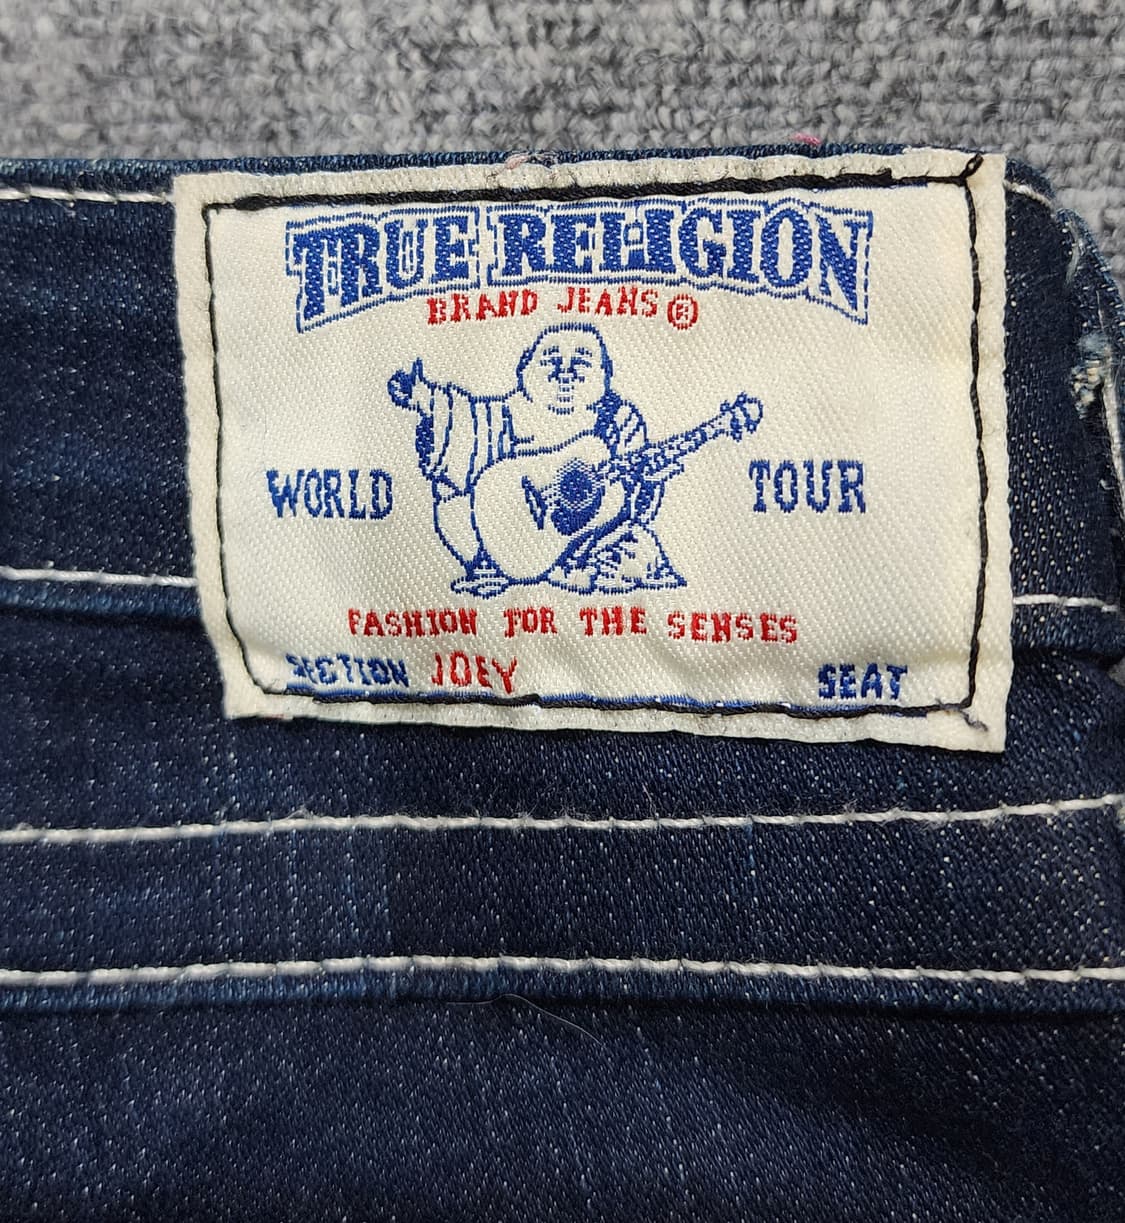 TRUE RELIGION
BRAND JEANS®
WORLD TOUR
FASHION FOR THE SENSES
SECTION JOEY SEAT